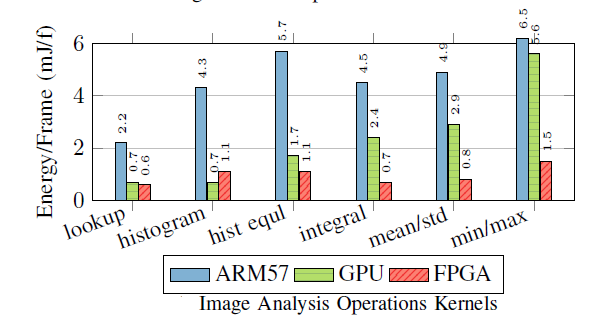 6
4
2
0
Energy/Frame (mJ/f)
2.2
0.7
0.6
4.3
0.7
1.1
5.7
1.7
1.1
4.5
2.4
0.7
4.9
2.9
0.8
6.5
5.6
1.5
lookup
histogram
hist equl
integral
mean/std
min/max
ARM57 GPU FPGA
Image Analysis Operations Kernels